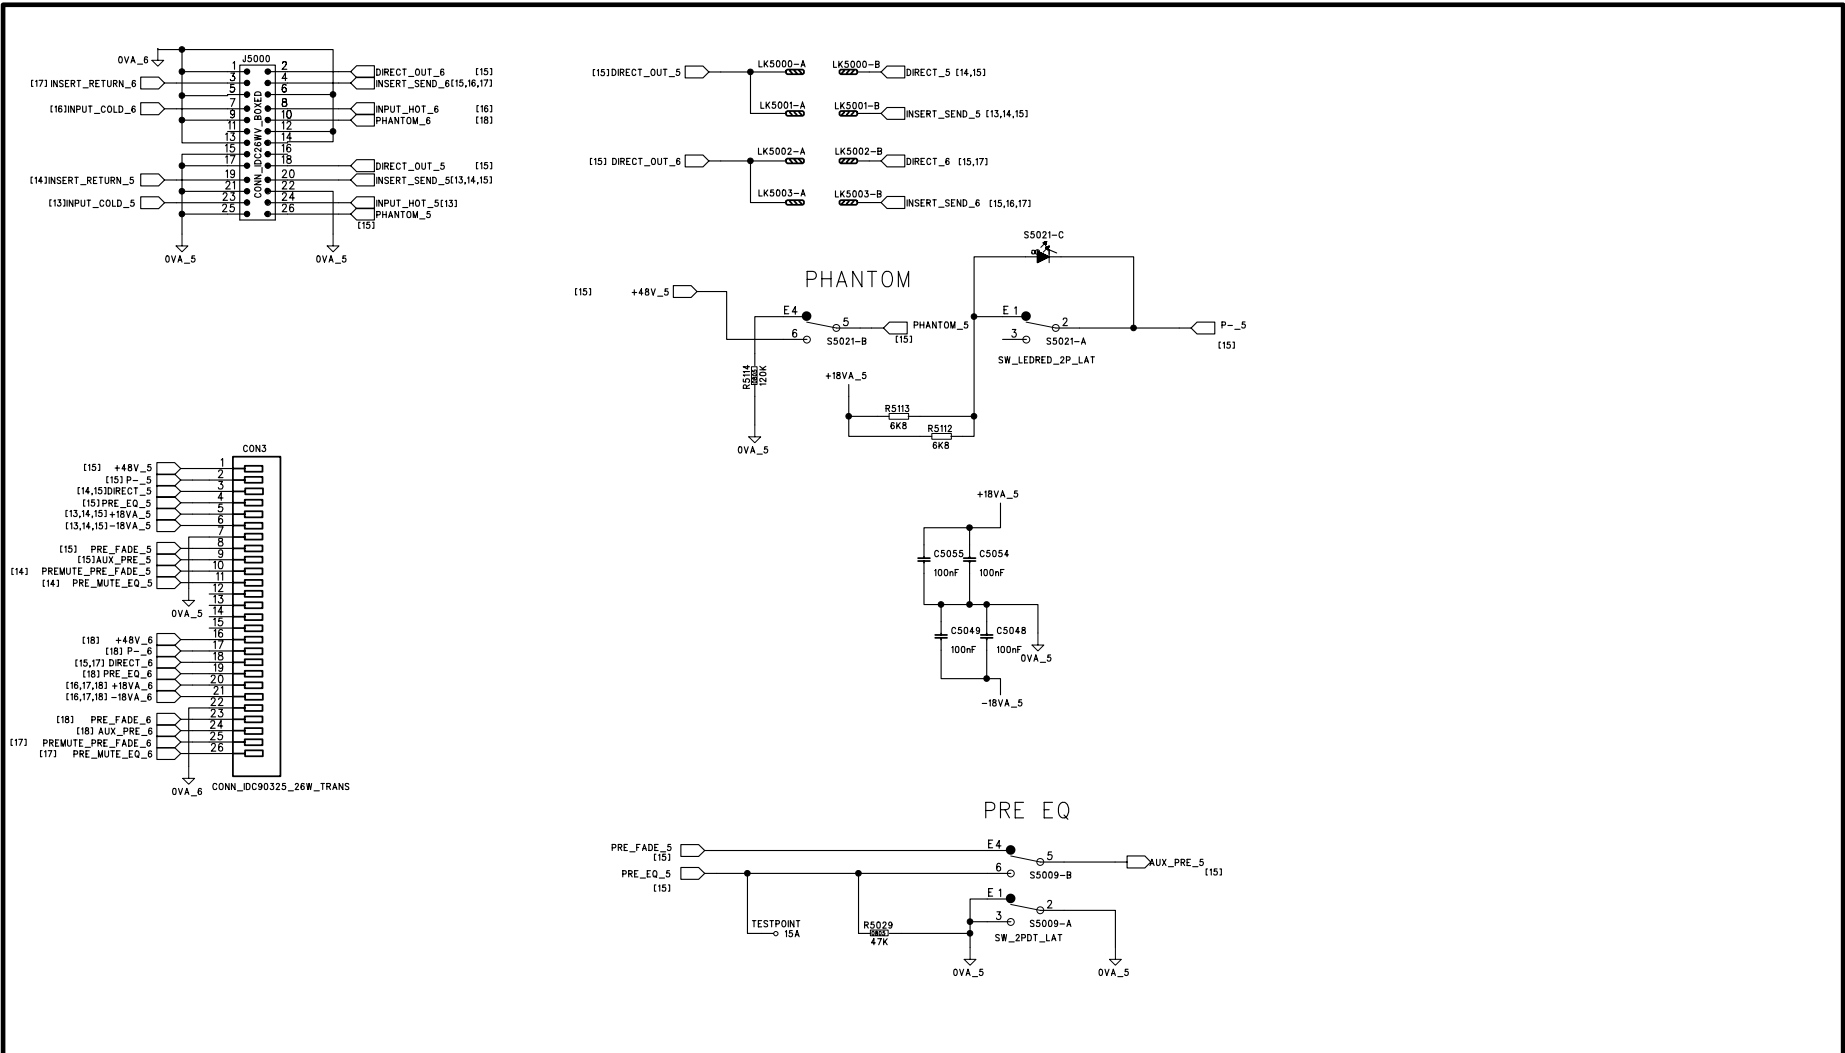 0VA_6
J5000
CONN_IDC26WV_BOXED
1 2 DIRECT_OUT_6 [15]
[17] INSERT_RETURN_6 3 4 INSERT_SEND_6[15,16,17]
5 6
[16]INPUT_COLD_6 7 8 INPUT_HOT_6 [16]
9 10 PHANTOM_6 [18]
11 12
13 14
15 16
17 18 DIRECT_OUT_5 [15]
[14]INSERT_RETURN_5 19 20 INSERT_SEND_5[13,14,15]
21 22
[13]INPUT_COLD_5 23 24 INPUT_HOT_5[13]
25 26 PHANTOM_5
[15]
0VA_5 0VA_5
[15]DIRECT_OUT_5 LK5000-A LK5000-B DIRECT_5 [14,15]
LK5001-A LK5001-B INSERT_SEND_5 [13,14,15]
[15] DIRECT_OUT_6 LK5002-A LK5002-B DIRECT_6 [15,17]
LK5003-A LK5003-B INSERT_SEND_6 [15,16,17]
PHANTOM
[15] +48V_5
E4
5
6
S5021-B
PHANTOM_5
[15]
R5114
120K
0VA_5
S5021-C
E1
2
3
S5021-A
SW_LEDRED_2P_LAT
P-_5
[15]
+18VA_5
R5113
6K8
R5112
6K8
CON3
[15] +48V_5 1
[15] P-_5 2
[14,15]DIRECT_5 3
[15]PRE_EQ_5 4
[13,14,15]+18VA_5 5
[13,14,15]-18VA_5 6
7
[15] PRE_FADE_5 8
[15]AUX_PRE_5 9
[14] PREMUTE_PRE_FADE_5 10
[14] PRE_MUTE_EQ_5 11
12
0VA_5 13
14
15
[18] +48V_6 16
[18] P-_6 17
[15,17] DIRECT_6 18
[18] PRE_EQ_6 19
[16,17,18] +18VA_6 20
[16,17,18] -18VA_6 21
22
[18] PRE_FADE_6 23
[18] AUX_PRE_6 24
[17] PREMUTE_PRE_FADE_6 25
[17] PRE_MUTE_EQ_6 26
0VA_6
CONN_IDC90325_26W_TRANS
+18VA_5
C5055 C5054
100nF 100nF
C5049 C5048
100nF 100nF
0VA_5
-18VA_5
PRE EQ
PRE_FADE_5
[15]
PRE_EQ_5
[15]
E4
5
6
S5009-B
AUX_PRE_5
[15]
TESTPOINT
15A
R5029
47K
E1
2
3
S5009-A
SW_2PDT_LAT
0VA_5 0VA_5